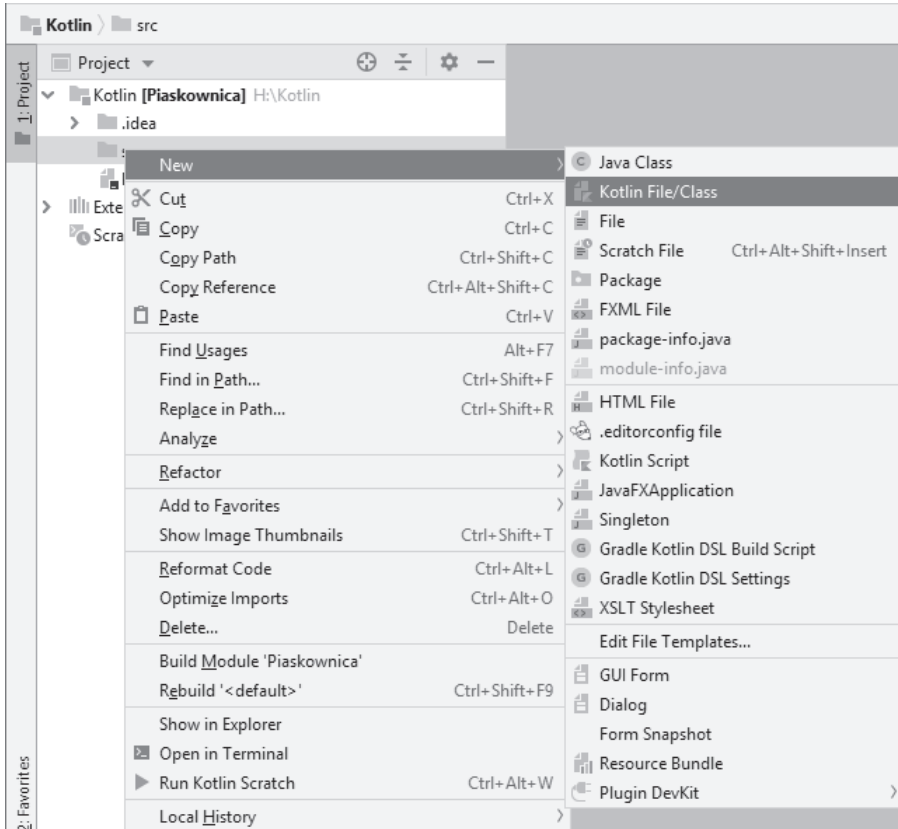 Kotlin src
1: Project
Project
Kotlin [Piaskownica] H:\Kotlin
.idea
Exte
Scra
New
Cut Ctrl+X
Copy Ctrl+C
Copy Path Ctrl+Shift+C
Copy Reference Ctrl+Alt+Shift+C
Paste Ctrl+V
Find Usages Alt+F7
Find in Path... Ctrl+Shift+F
Replace in Path... Ctrl+Shift+R
Analyze
Refactor
Add to Favorites
Show Image Thumbnails Ctrl+Shift+T
Reformat Code Ctrl+Alt+L
Optimize Imports Ctrl+Alt+O
Delete... Delete
Build Module 'Piaskownica'
Rebuild '<default>' Ctrl+Shift+F9
Show in Explorer
Open in Terminal
Run Kotlin Scratch Ctrl+Alt+W
Local History
Java Class
Kotlin File/Class
File
Scratch File Ctrl+Alt+Shift+Insert
Package
FXML File
package-info.java
module-info.java
HTML File
.editorconfig file
Kotlin Script
JavaFXApplication
Singleton
Gradle Kotlin DSL Build Script
Gradle Kotlin DSL Settings
XSLT Stylesheet
Edit File Templates...
GUI Form
Dialog
Form Snapshot
Resource Bundle
Plugin DevKit
2: Favorites